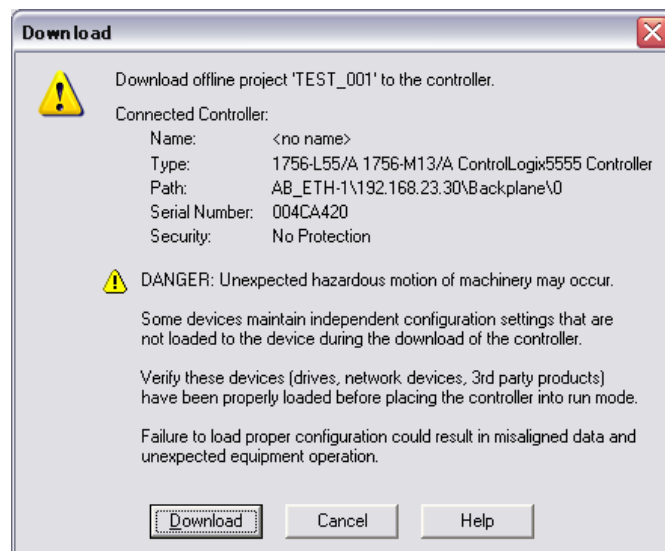 Download
Download offline project 'TEST_001' to the controller.
Connected Controller:
Name: <no name>
Type: 1756-L55/A 1756-M13/A ControlLogix5555 Controller
Path: AB_ETH-1\192.168.23.30\Backplane\0
Serial Number: 004CA420
Security: No Protection
DANGER: Unexpected hazardous motion of machinery may occur.
Some devices maintain independent configuration settings that are
not loaded to the device during the download of the controller.
Verify these devices (drives, network devices, 3rd party products)
have been properly loaded before placing the controller into run mode.
Failure to load proper configuration could result in misaligned data and
unexpected equipment operation.
Download Cancel Help